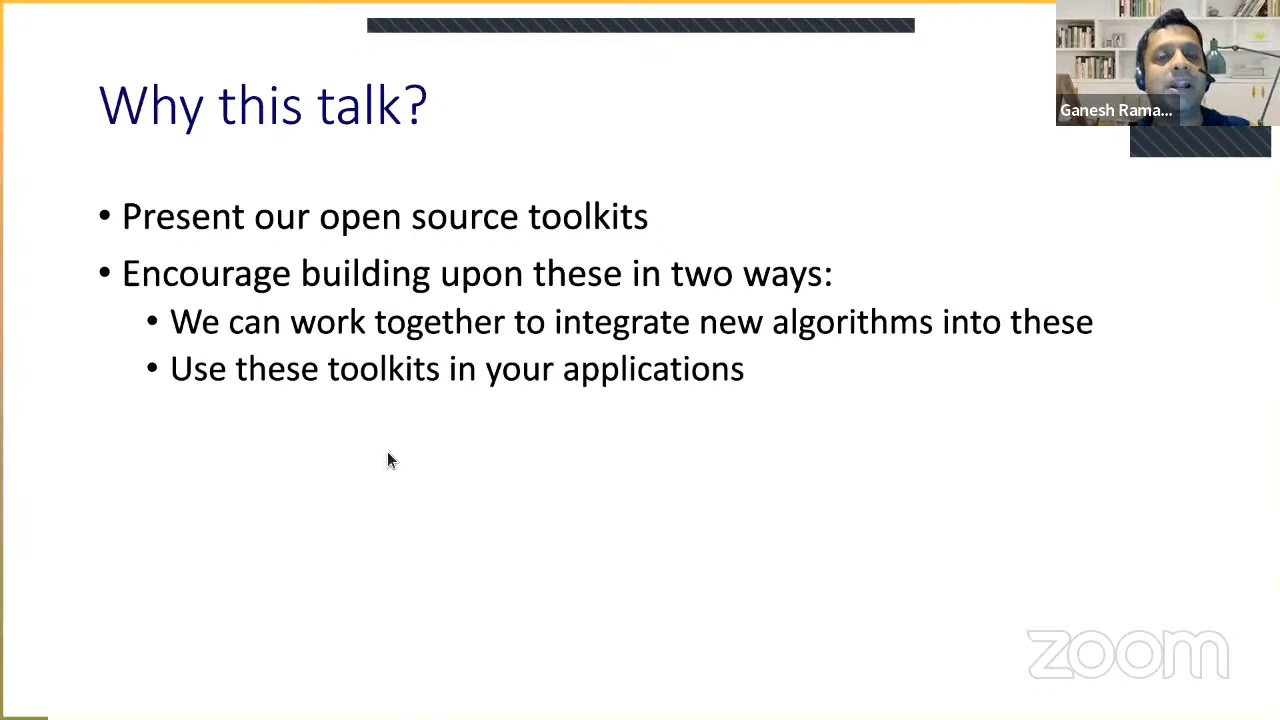 Why this talk?
Ganesh Rama...
• Present our open source toolkits
• Encourage building upon these in two ways:
• We can work together to integrate new algorithms into these
• Use these toolkits in your applications
zoom